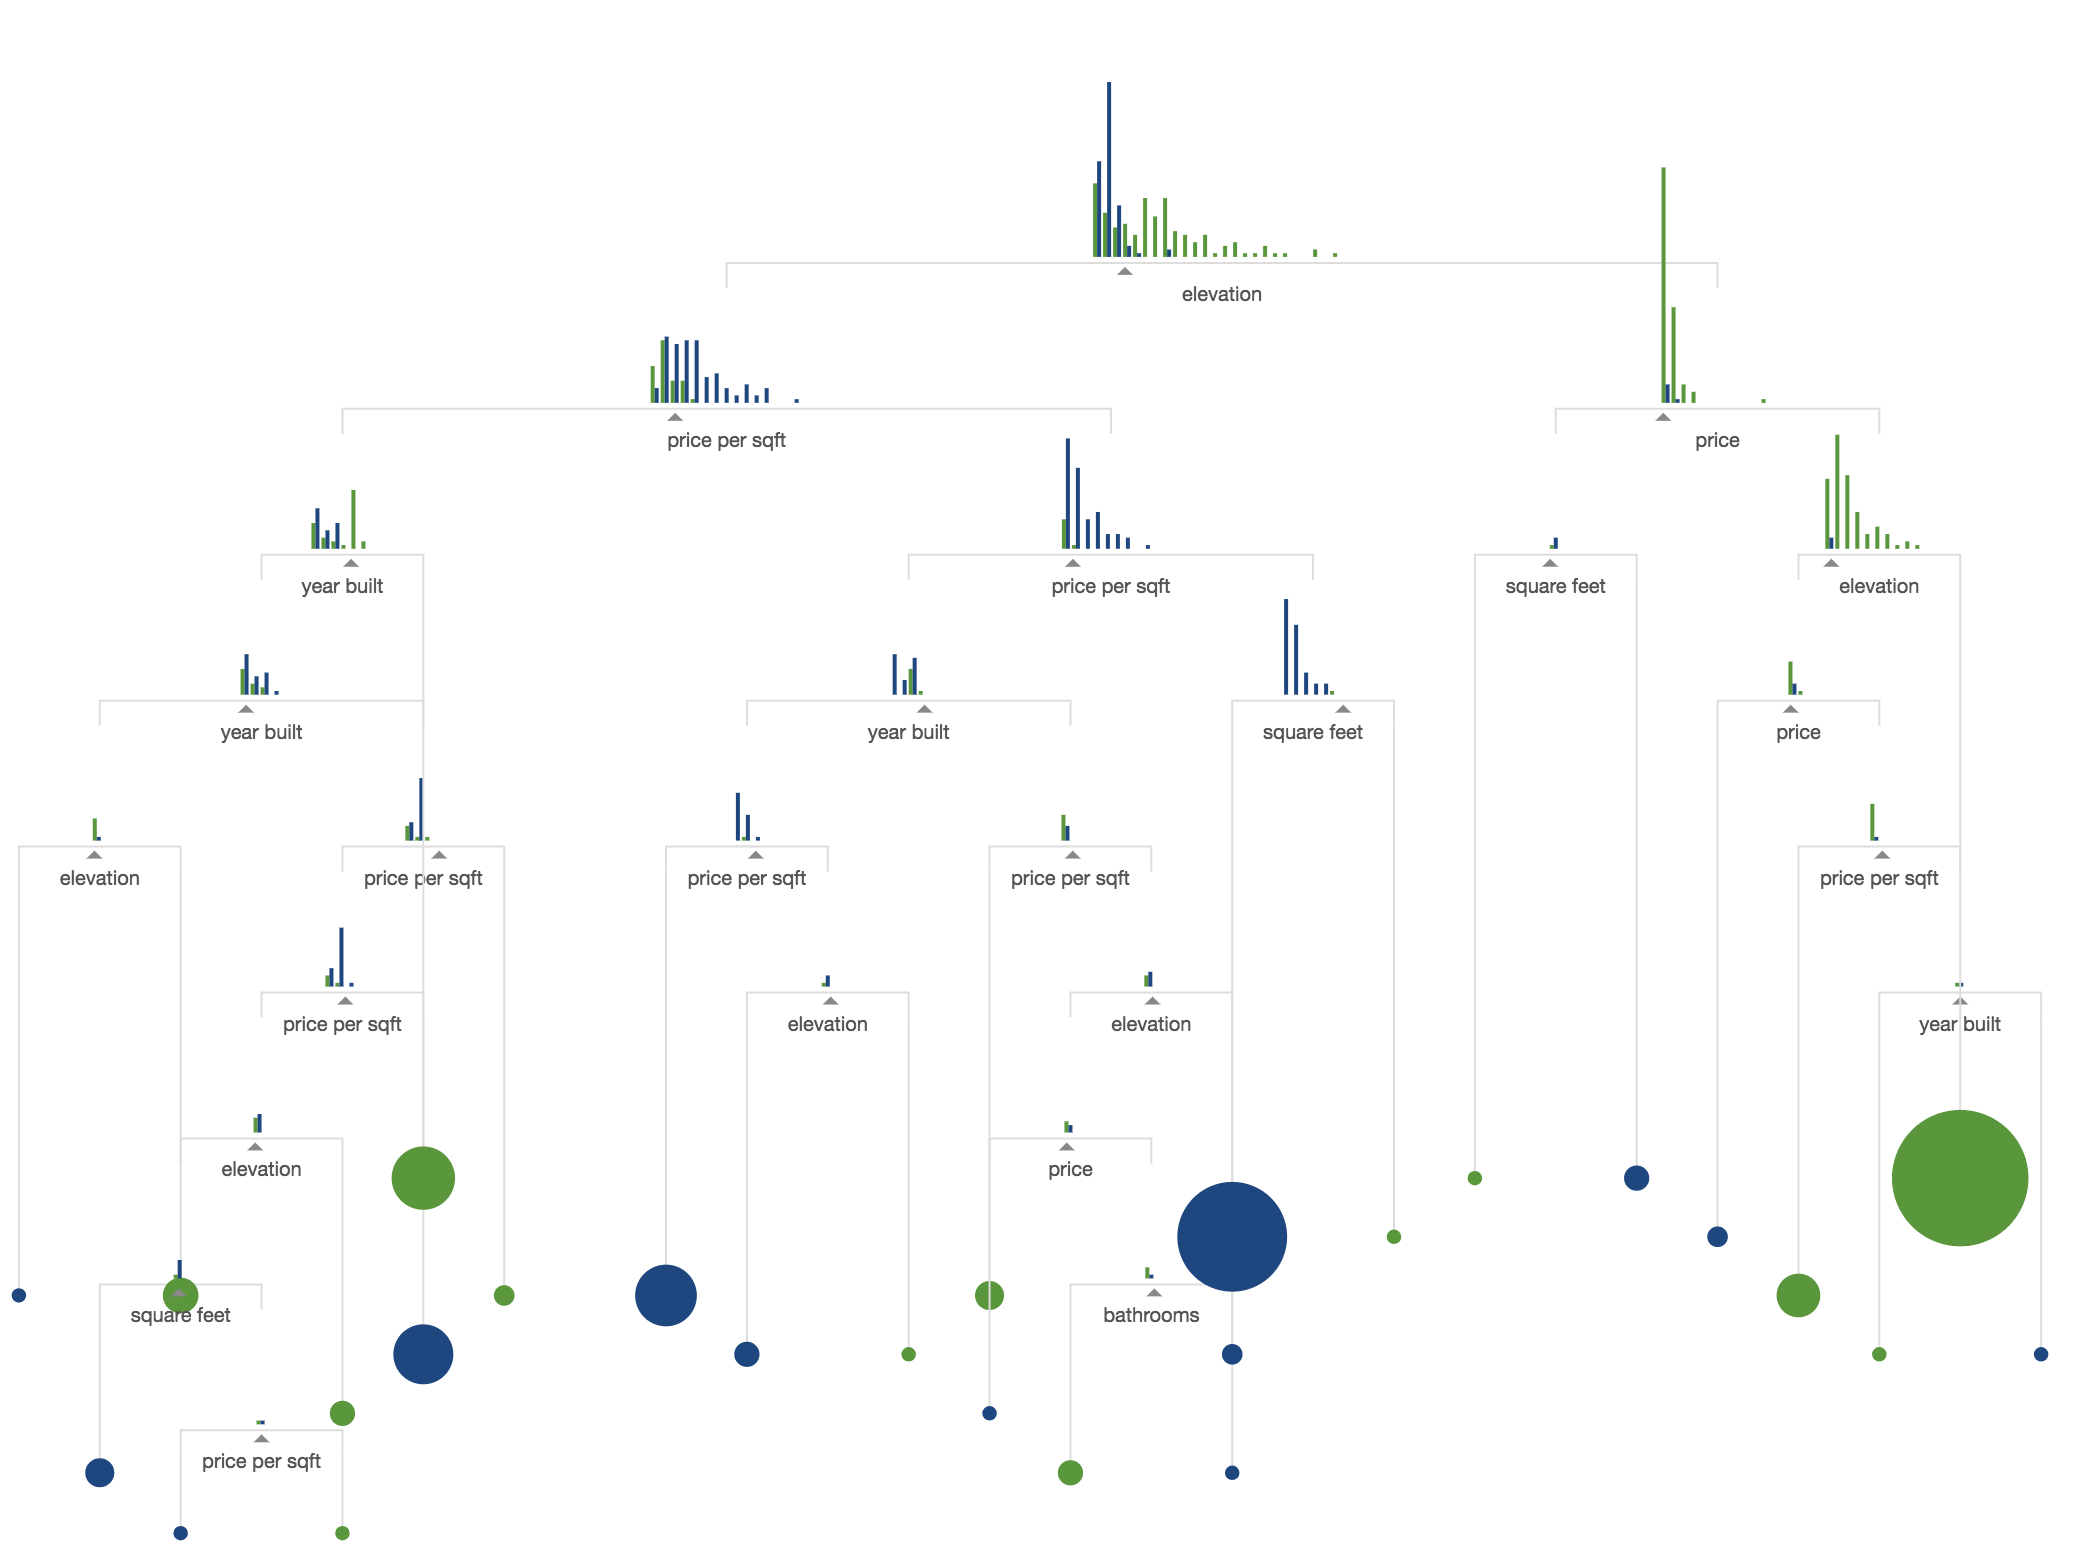 elevation
price per sqft
price
year built
price per sqft
square feet
elevation
year built
year built
square feet
price
elevation
price per sqft
price per sqft
price per sqft
price per sqft
price per sqft
elevation
elevation
year built
elevation
price
square feet
bathrooms
price per sqft